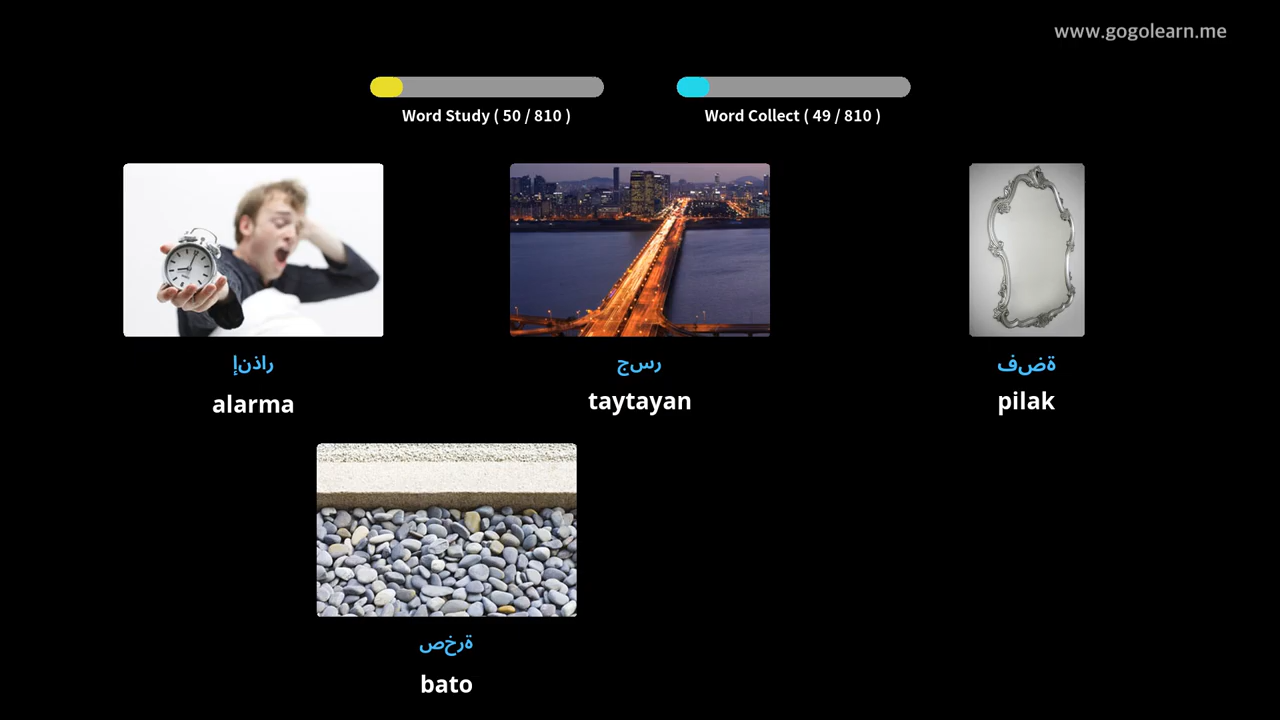 www.gogolearn.me
Word Study ( 50 / 810 )
Word Collect ( 49 / 810 )
راذنإ
alarma
رسج
taytayan
ةضف
pilak
ةرخص
bato